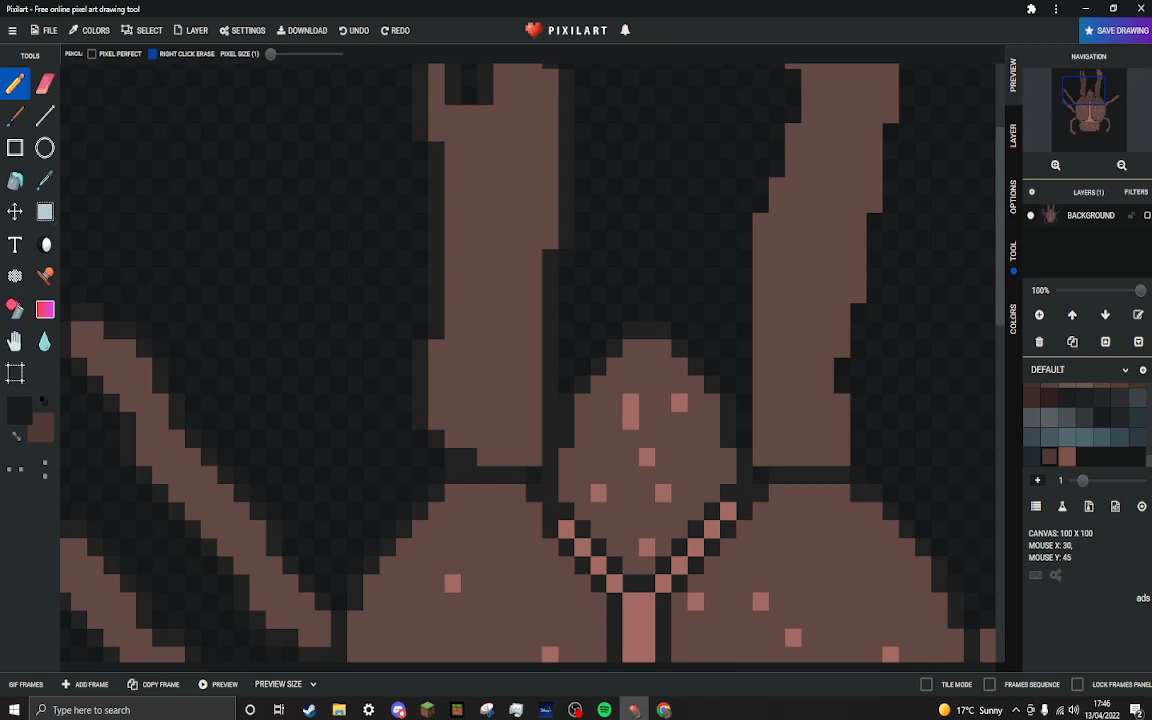 Pixilart - Free online pixel art drawing tool
FILE COLORS SELECT LAYER SETTINGS DOWNLOAD UNDO REDO PIXILART SAVE DRAWING
TOOLS PENCIL: PIXEL PERFECT RIGHT CLICK ERASE PIXEL SIZE (1)
NAVIGATION
PREVIEW
LAYER
OPTIONS
TOOL
COLORS
LAYERS (1) FILTERS
BACKGROUND
100%
DEFAULT
1
CANVAS: 100 X 100
MOUSE X: 30,
MOUSE Y: 45
ads
GIF FRAMES ADD FRAME COPY FRAME PREVIEW PREVIEW SIZE TILE MODE FRAMES SEQUENCE LOCK FRAMES PANEL
Type here to search
17°C Sunny
17:46
13/04/2022